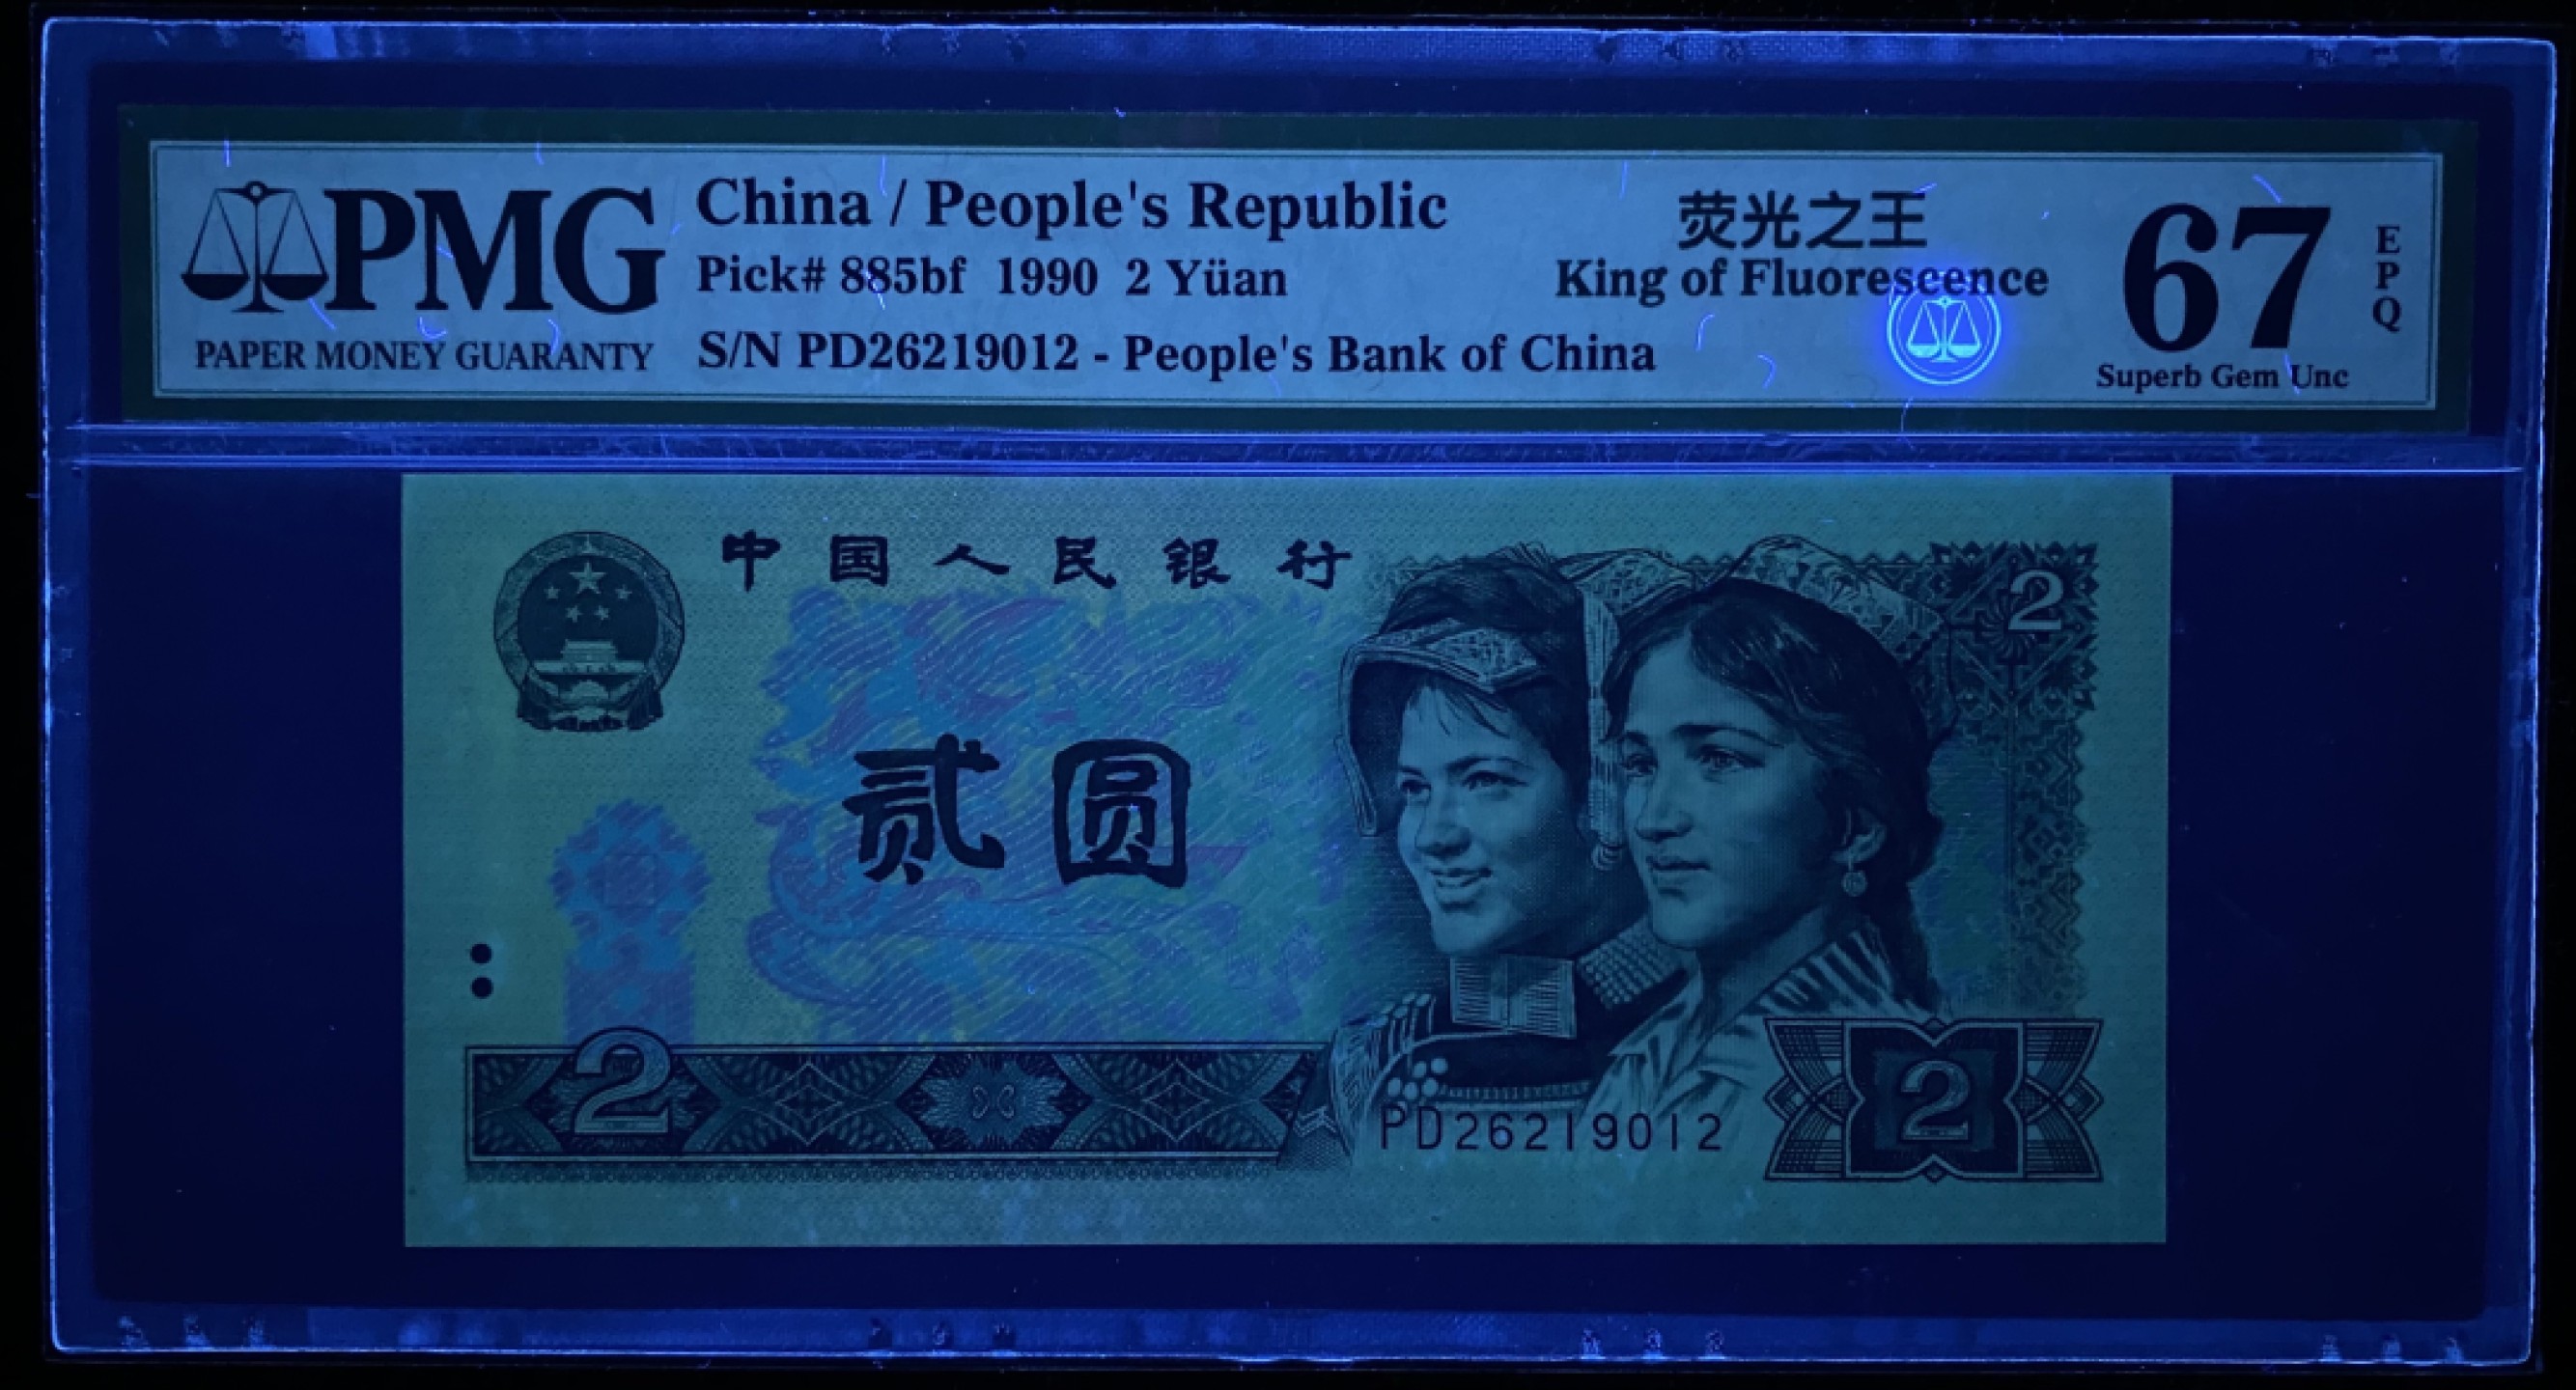 PMG
PAPER MONEY GUARANTY
China / People's Republic
Pick# 885bf 1990 2 Yüan
S/N PD26219012 - People's Bank of China
荧光之王
King of Fluorescence
67
EPQ
Superb Gem Unc
中国人民银行
2
贰圆
2
PD26219012
2